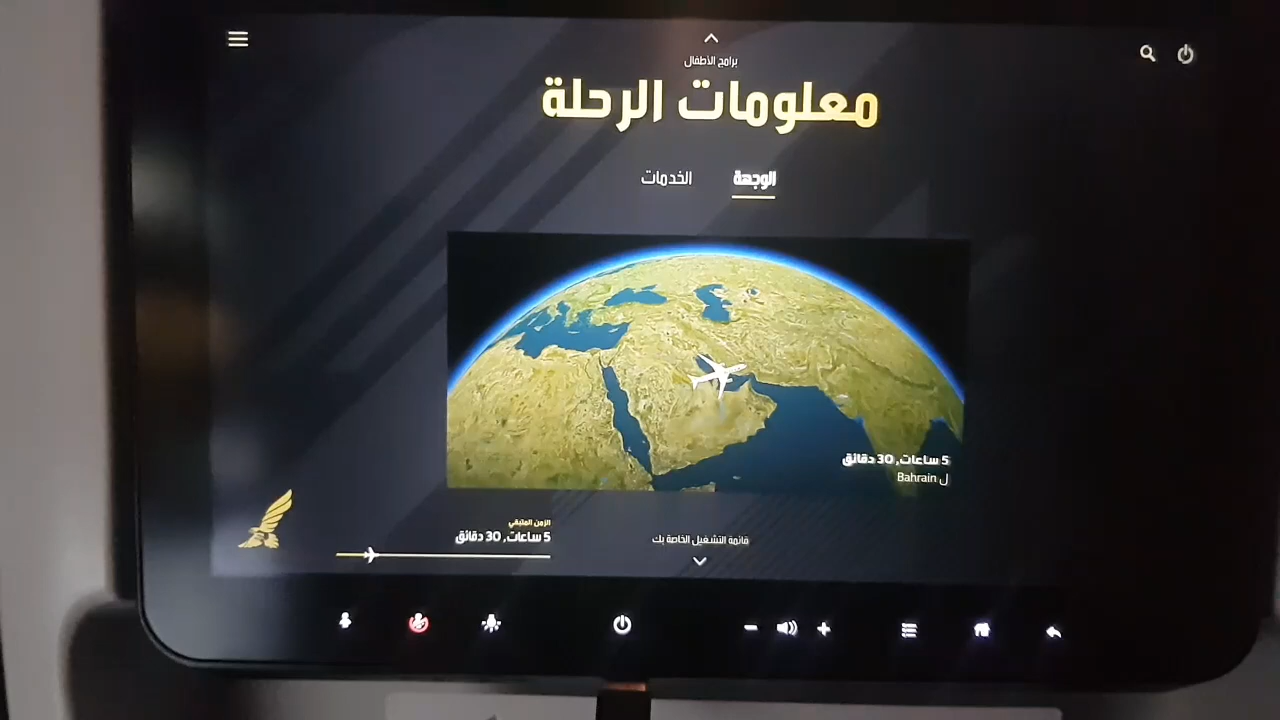 برامج الأطفال
معلومات الرحلة
الوجهة
الخدمات
5 ساعات, 30 دقائق
ل Bahrain
الزمن المتبقي
5 ساعات, 30 دقائق
قائمة التشغيل الخاصة بك